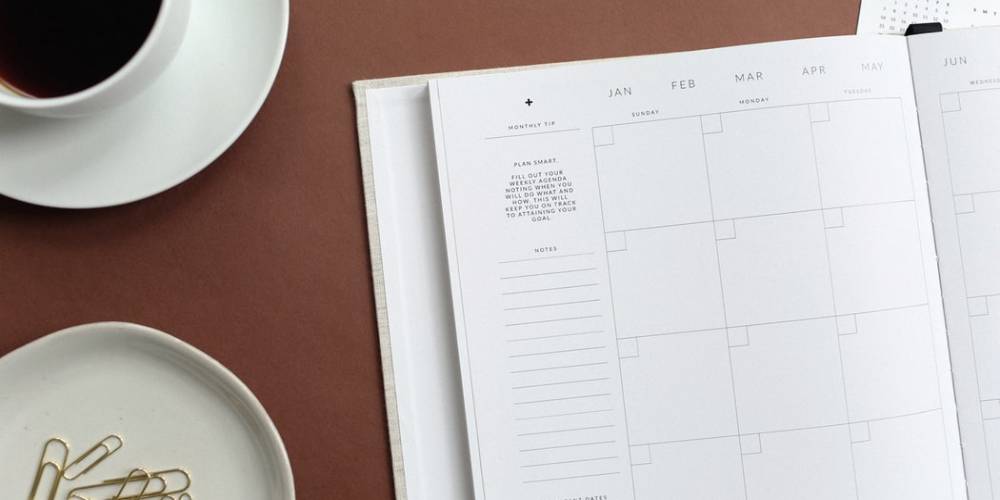 JAN FEB MAR APR MAY JUN
SUNDAY MONDAY TUESDAY
MONTHLY TIP
PLAN SMART.
FILL OUT YOUR
WEEKLY AGENDA
NOTING WHEN YOU
WILL DO WHAT AND
HOW. THIS WILL
KEEP YOU ON TRACK
TO ATTAINING YOUR
GOAL.
NOTES
DATES